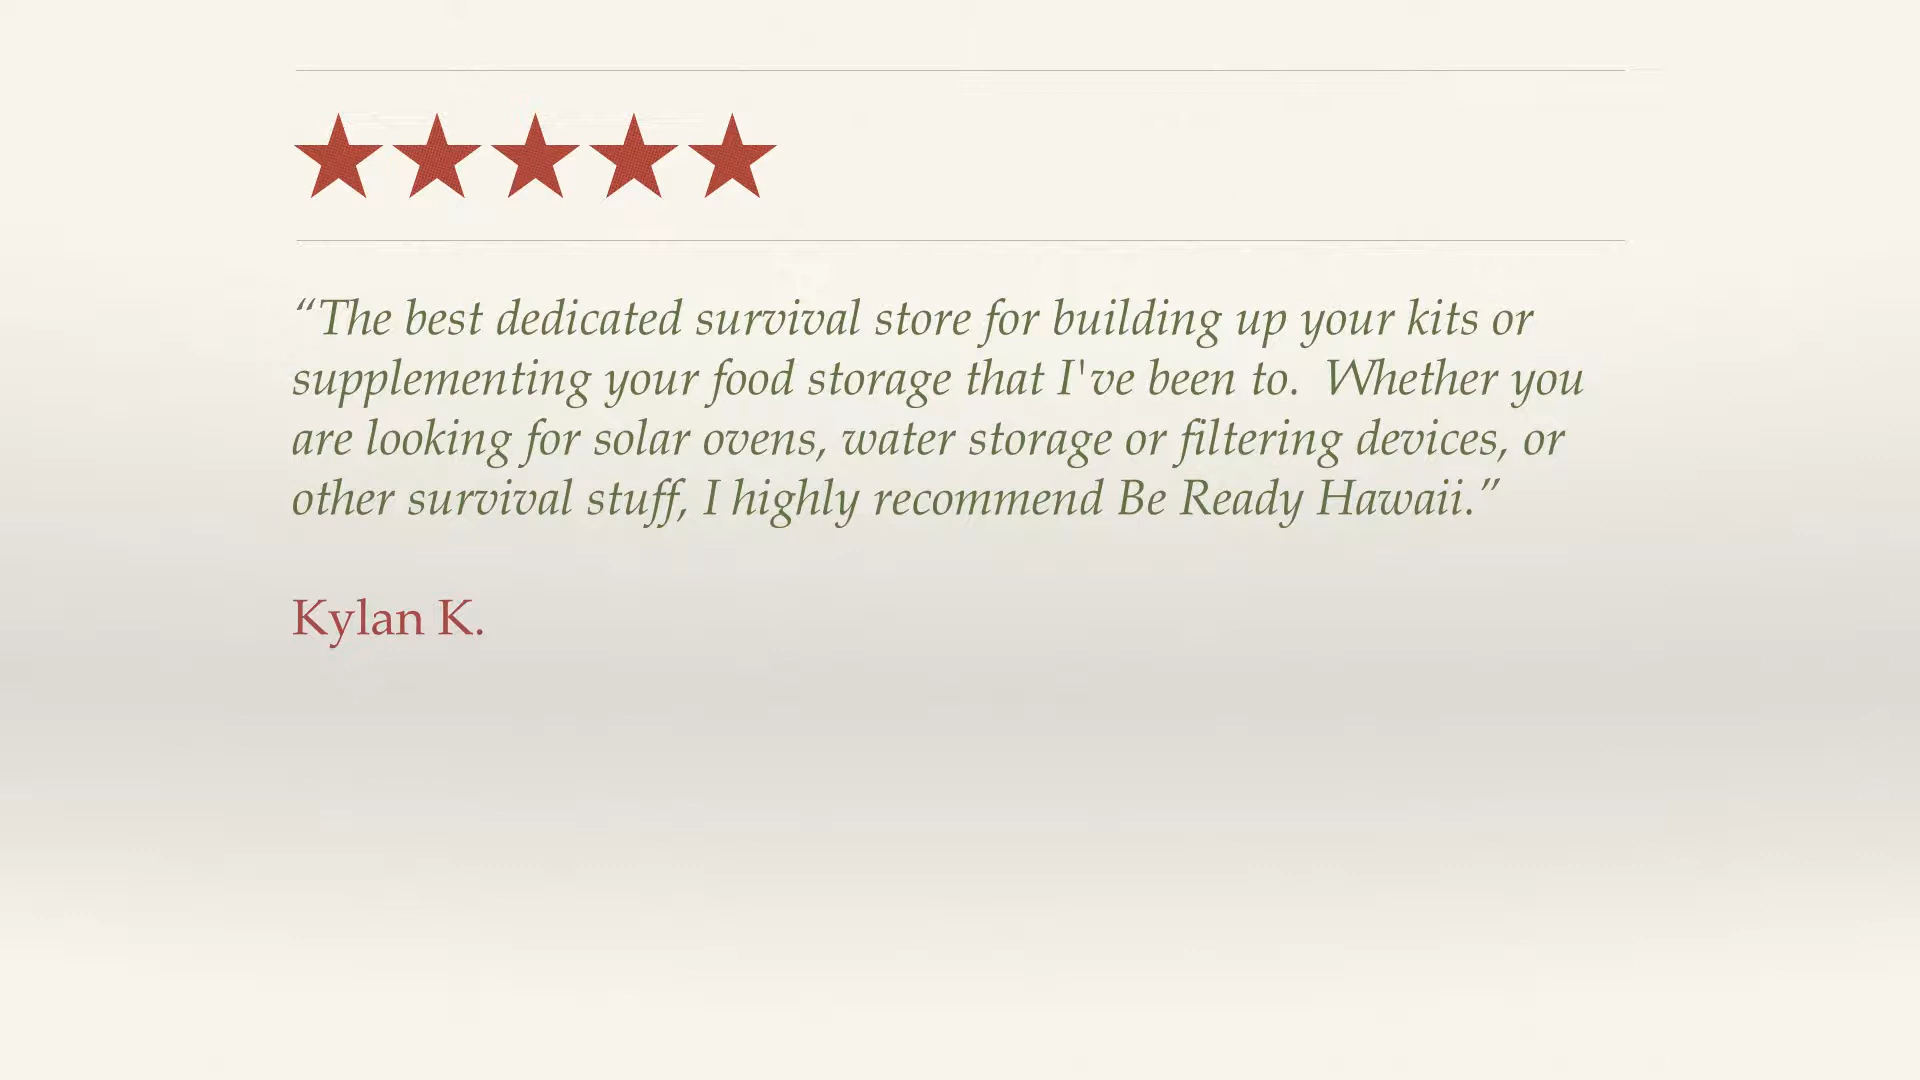 “The best dedicated survival store for building up your kits or
supplementing your food storage that I've been to.  Whether you
are looking for solar ovens, water storage or filtering devices, or
other survival stuff, I highly recommend Be Ready Hawaii.”
Kylan K.